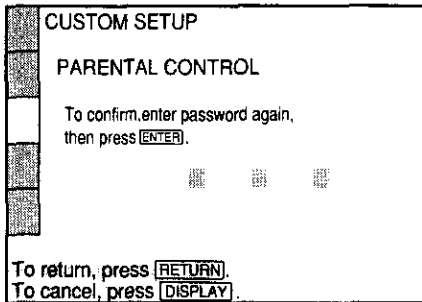 CUSTOM SETUP
PARENTAL CONTROL
To confirm,enter password again,
then press ENTER.
To return, press RETURN.
To cancel, press DISPLAY.